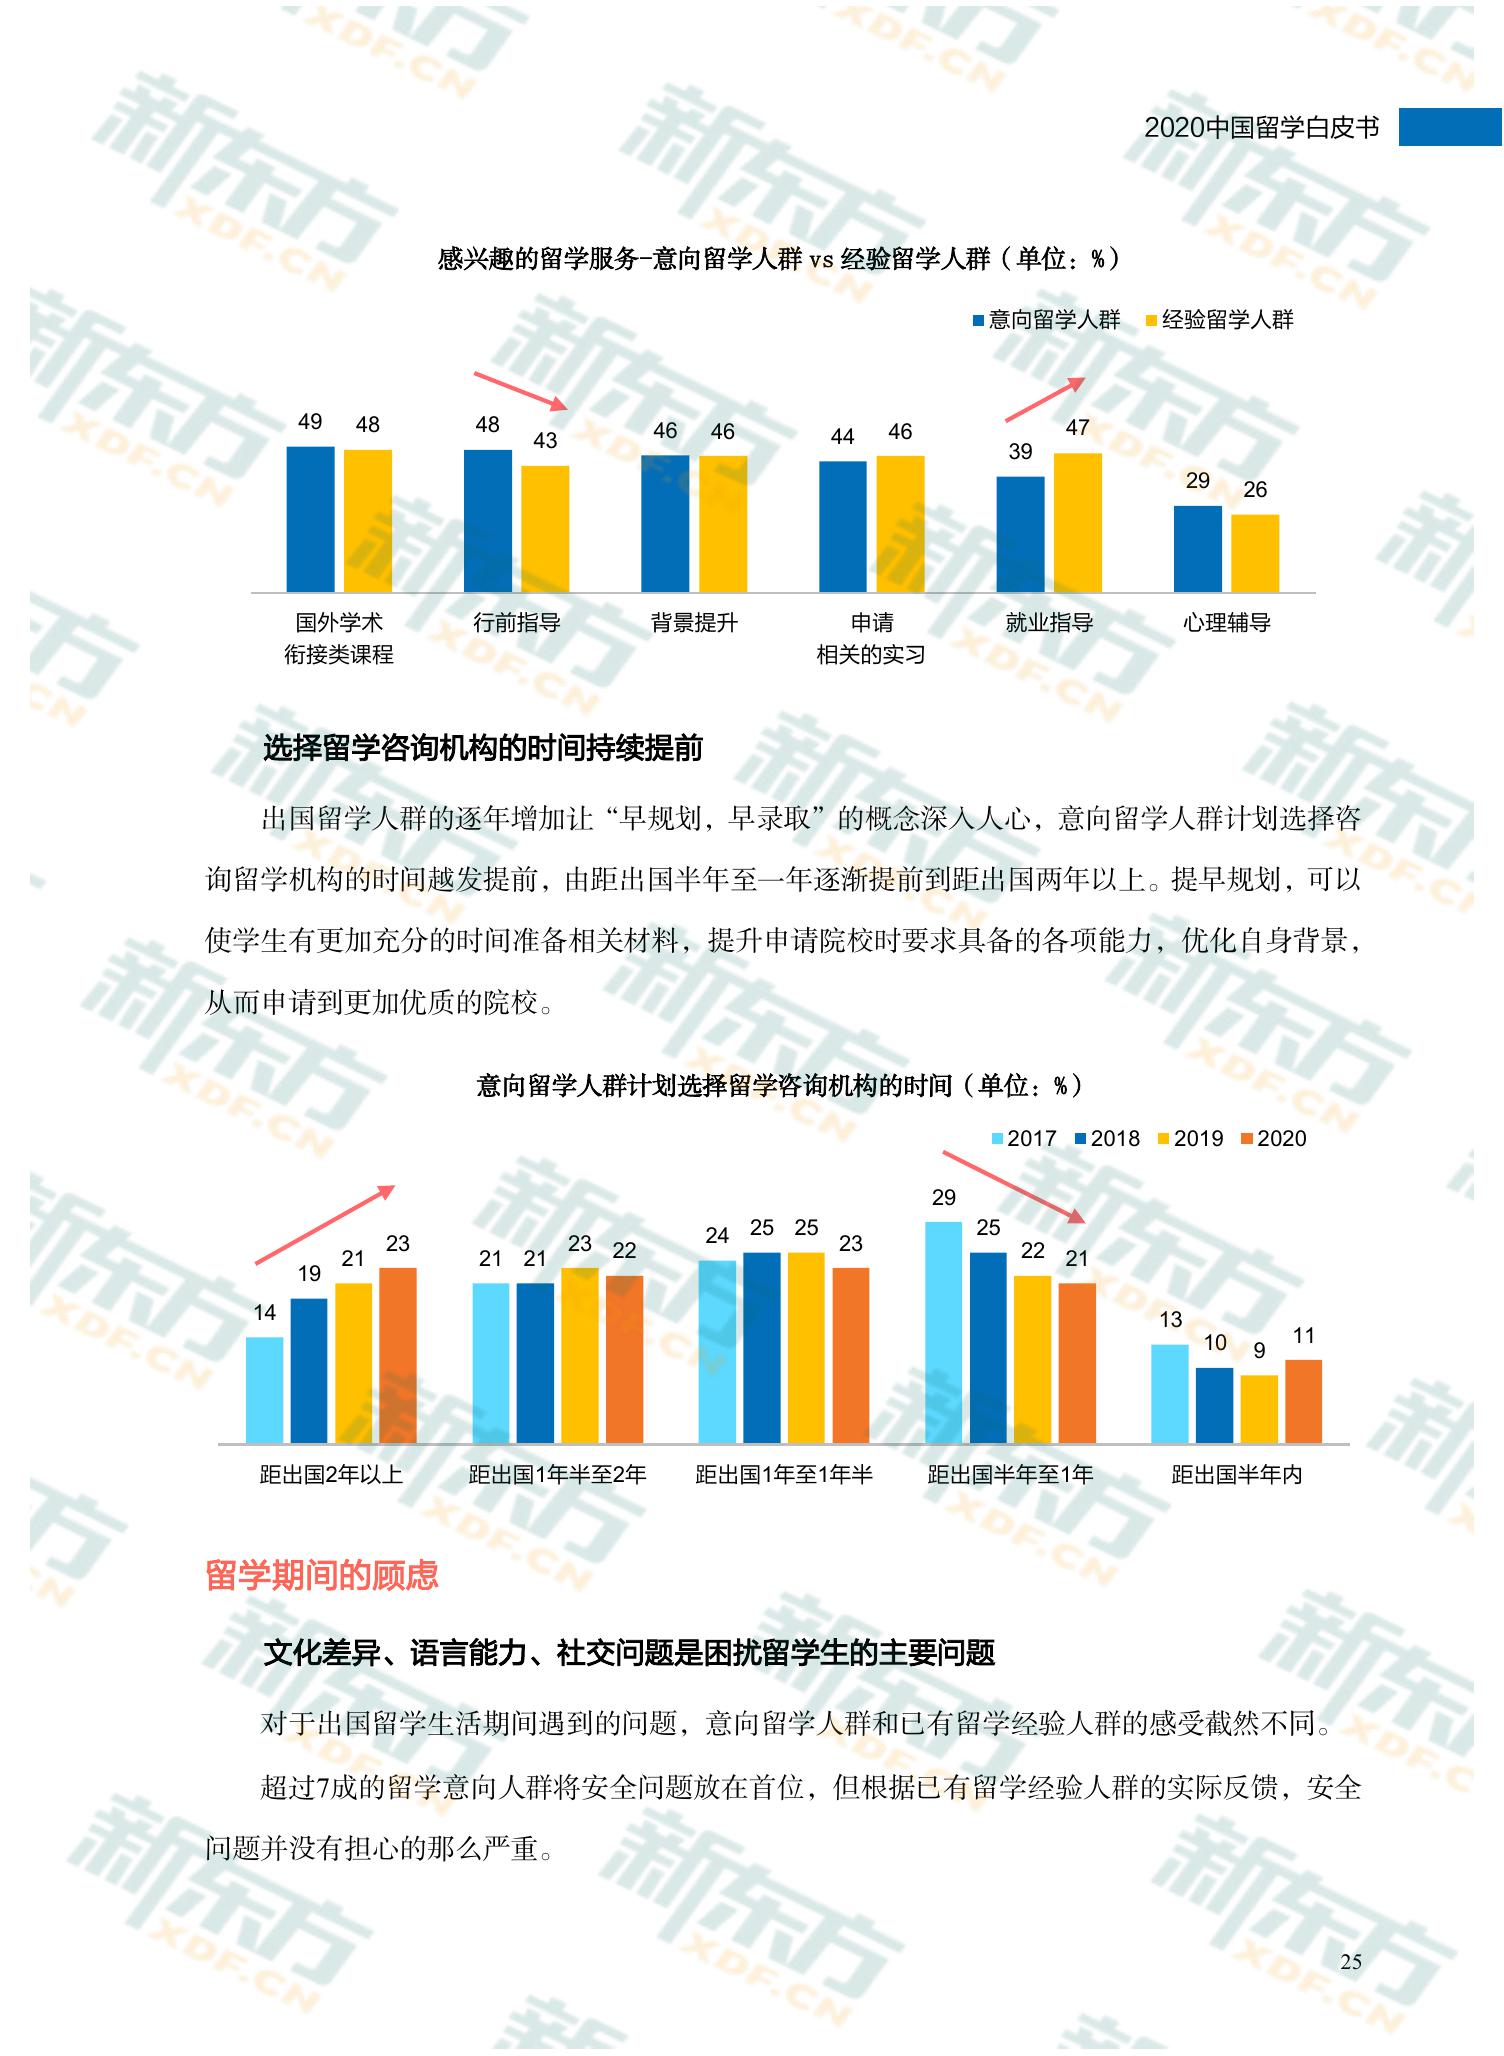 2020中国留学白皮书
感兴趣的留学服务-意向留学人群 vs 经验留学人群（单位：%）
意向留学人群 经验留学人群
49 48 48 43 46 46 44 46 39 47 29 26
国外学术 行前指导 背景提升 申请 就业指导 心理辅导
衔接类课程 相关的实习
选择留学咨询机构的时间持续提前
出国留学人群的逐年增加让“早规划，早录取”的概念深入人心，意向留学人群计划选择咨
询留学机构的时间越发提前，由距出国半年至一年逐渐提前到距出国两年以上。提早规划，可以
使学生有更加充分的时间准备相关材料，提升申请院校时要求具备的各项能力，优化自身背景，
从而申请到更加优质的院校。
意向留学人群计划选择留学咨询机构的时间（单位：%）
2017 2018 2019 2020
14 19 21 23 21 21 23 22 24 25 25 23 29 25 22 21 13 10 9 11
距出国2年以上 距出国1年半至2年 距出国1年至1年半 距出国半年至1年 距出国半年内
留学期间的顾虑
文化差异、语言能力、社交问题是困扰留学生的主要问题
对于出国留学生活期间遇到的问题，意向留学人群和已有留学经验人群的感受截然不同。
超过7成的留学意向人群将安全问题放在首位，但根据已有留学经验人群的实际反馈，安全
问题并没有担心的那么严重。
25
新东方
XDF.CN